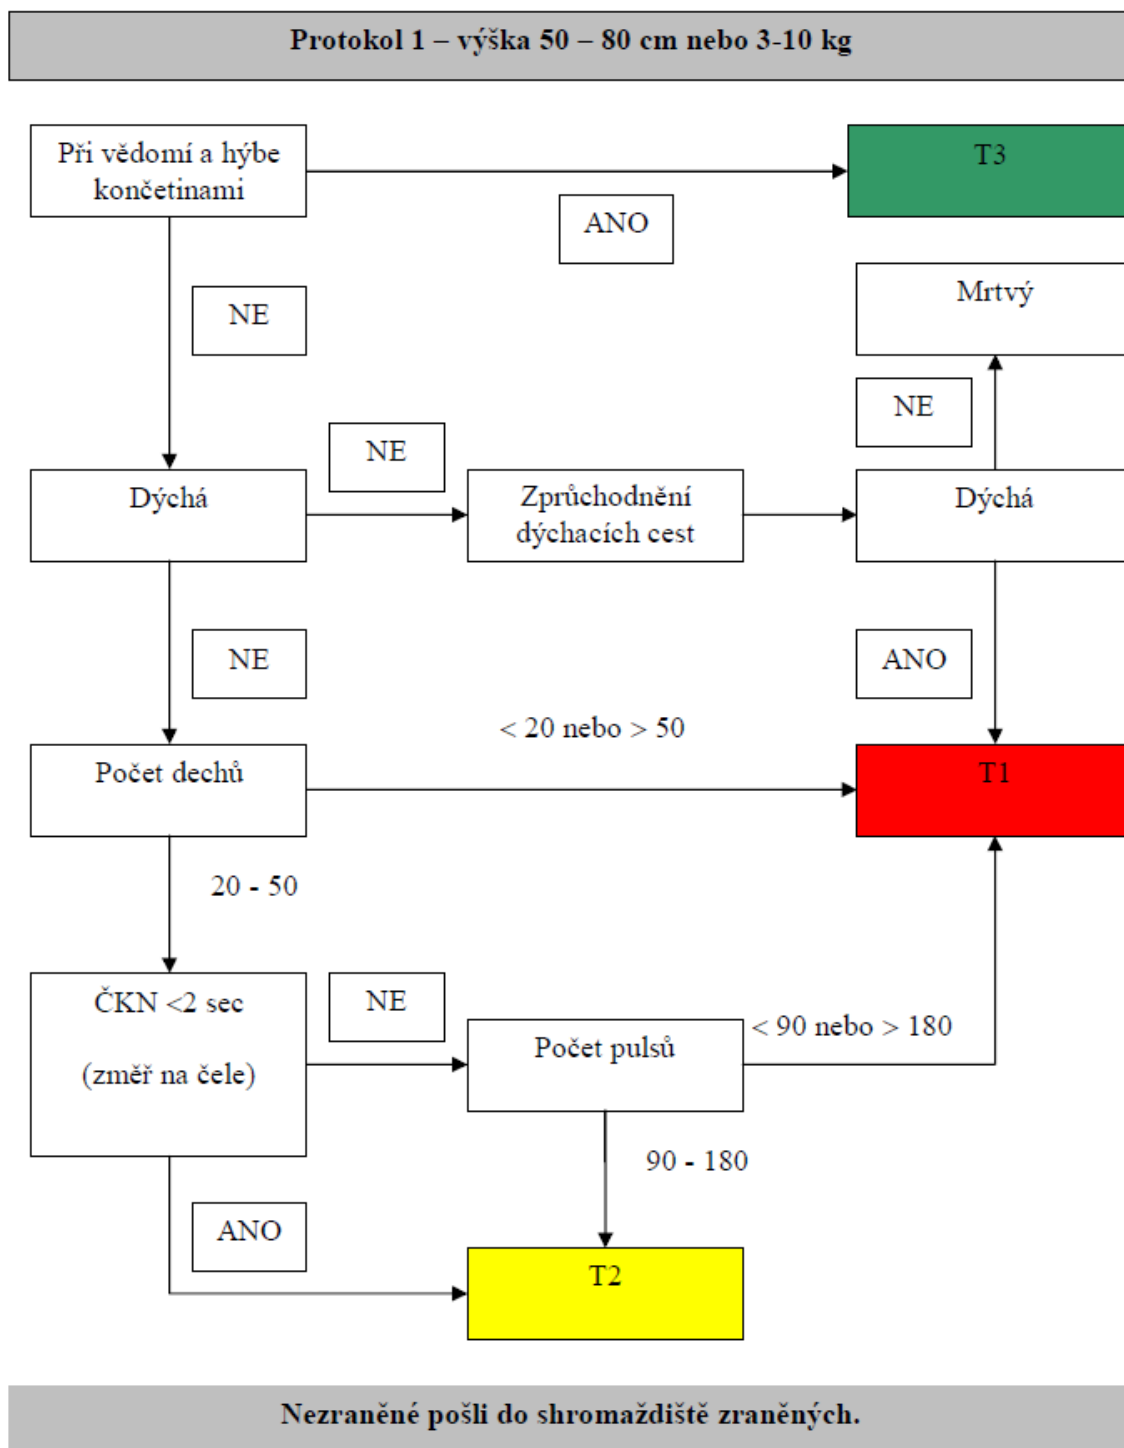 Protokol 1 – výška 50 – 80 cm nebo 3-10 kg
Při vědomí a hýbe
končetinami
T3
ANO
Mrtvý
NE
NE
NE
Dýchá
Zprůchodnění
dýchacích cest
Dýchá
NE
ANO
< 20 nebo > 50
Počet dechů
T1
20 - 50
ČKN <2 sec
(změř na čele)
NE
Počet pulsů
< 90 nebo > 180
90 - 180
ANO
T2
Nezraněné pošli do shromaždiště zraněných.